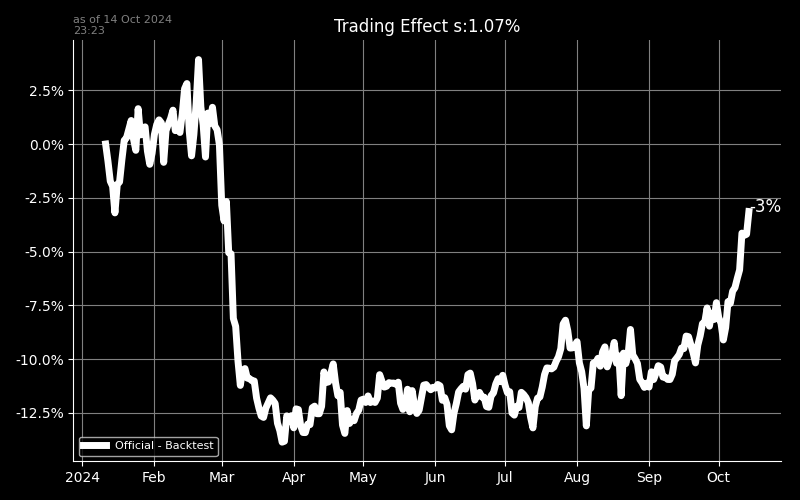 as of 14 Oct 2024
23:23
Trading Effect s:1.07%
2.5%
0.0%
-2.5%
-5.0%
-7.5%
-10.0%
-12.5%
-3%
Official - Backtest
2024 Feb Mar Apr May Jun Jul Aug Sep Oct